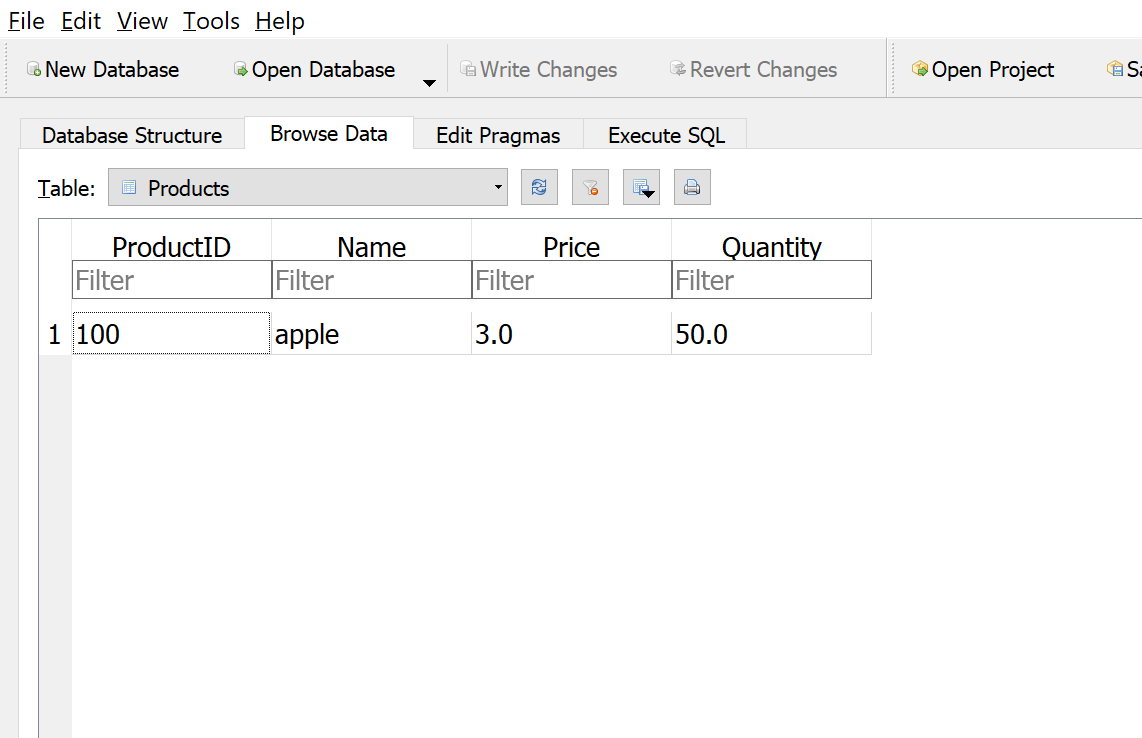 File Edit View Tools Help
New Database Open Database Write Changes Revert Changes Open Project
Database Structure Browse Data Edit Pragmas Execute SQL
Table: Products
ProductID Name Price Quantity
Filter Filter Filter Filter
1 100 apple 3.0 50.0